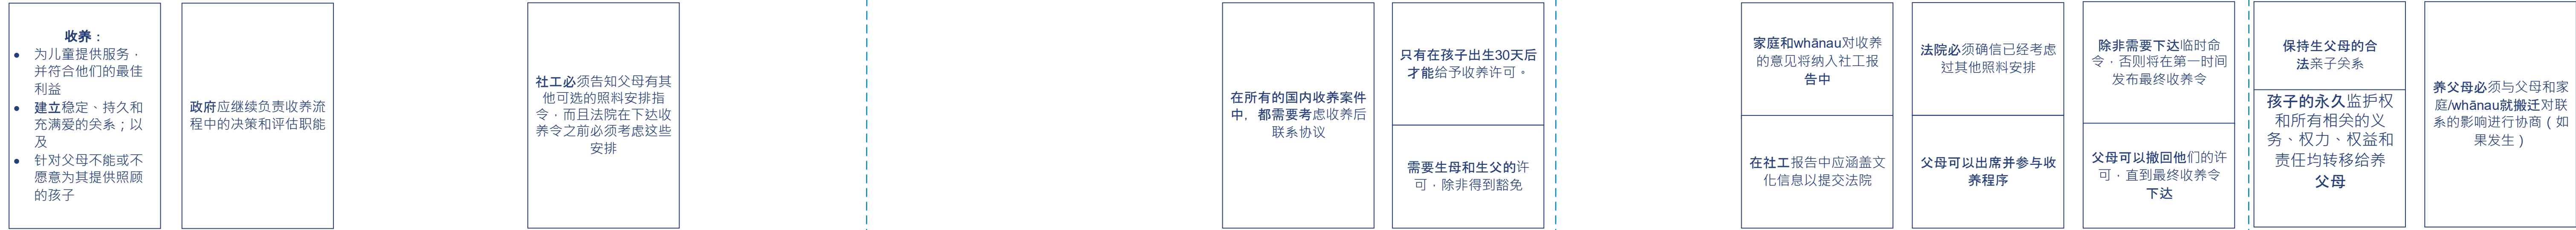 收养：
• 为儿童提供服务，
并符合他们的最佳
利益
• 建立稳定、持久和
充满爱的关系；以
及
• 针对父母不能或不
愿意为其提供照顾
的孩子
政府应继续负责收养流
程中的决策和评估职能
社工必须告知父母有其
他可选的照料安排指
令，而且法院在下达收
养令之前必须考虑这些
安排
在所有的国内收养案件
中，都需要考虑收养后
联系协议
只有在孩子出生30天后
才能给予收养许可。
需要生母和生父的许
可，除非得到豁免
家庭和whānau对收养
的意见将纳入社工报
告中
在社工报告中应涵盖文
化信息以提交法院
法院必须确信已经考虑
过其他照料安排
父母可以出席并参与收
养程序
除非需要下达临时命
令，否则将在第一时间
发布最终收养令
父母可以撤回他们的许
可，直到最终收养令
下达
保持生父母的合
法亲子关系
孩子的永久监护权
和所有相关的义
务、权力、权益和
责任均转移给养
父母
养父母必须与父母和家
庭/whānau就搬迁对联
系的影响进行协商（如
果发生）